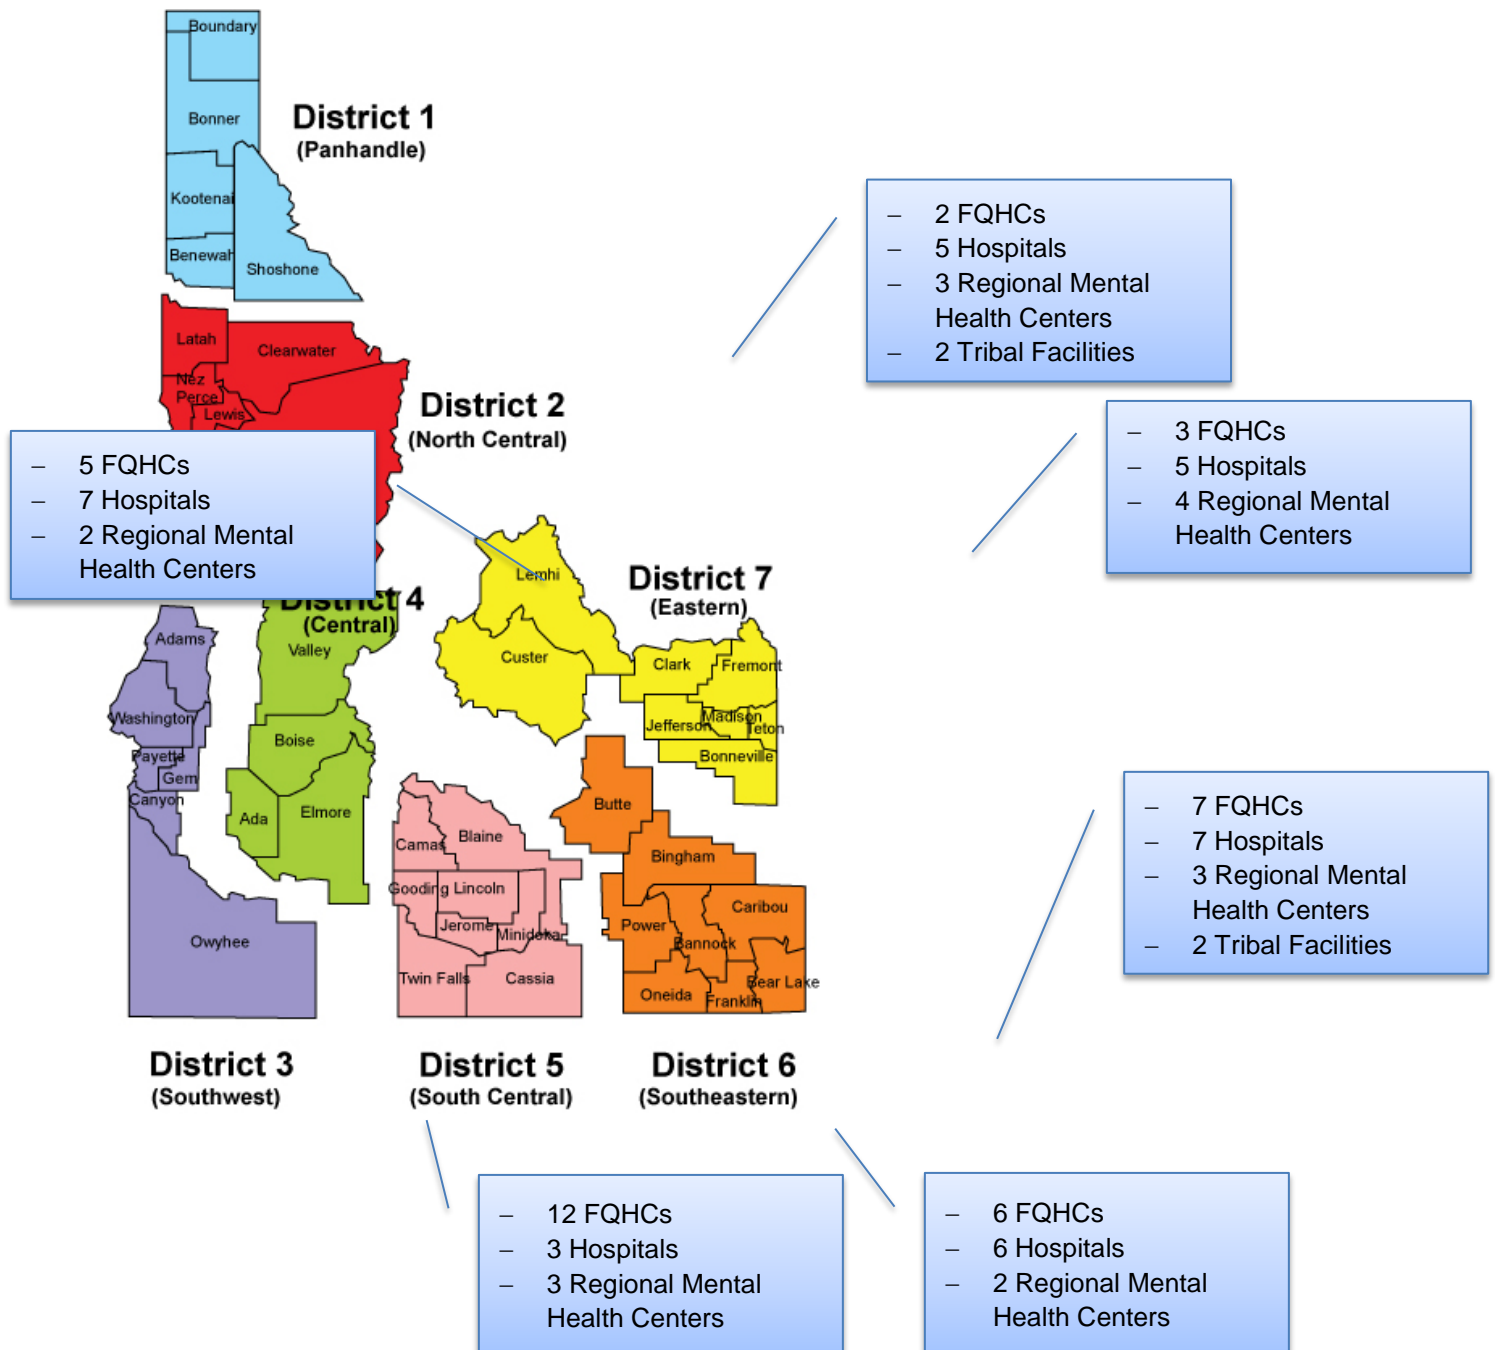 Boundary
Bonner
Kootenai
Benewah
Shoshone
District 1
(Panhandle)
Latah
Clearwater
Nez
Perce
Lewis
District 2
(North Central)
– 2 FQHCs
– 5 Hospitals
– 3 Regional Mental
Health Centers
– 2 Tribal Facilities
– 3 FQHCs
– 5 Hospitals
– 4 Regional Mental
Health Centers
– 5 FQHCs
– 7 Hospitals
– 2 Regional Mental
Health Centers
District 4
(Central)
Valley
Boise
Ada
Elmore
Adams
Washington
Payette
Gem
Canyon
Owyhee
District 3
(Southwest)
Lemhi
Custer
District 7
(Eastern)
Clark
Fremont
Jefferson
Madison
Teton
Bonneville
Camas
Blaine
Gooding
Lincoln
Jerome
Minidoka
Twin Falls
Cassia
District 5
(South Central)
Butte
Bingham
Power
Bannock
Caribou
Oneida
Franklin
Bear Lake
District 6
(Southeastern)
– 7 FQHCs
– 7 Hospitals
– 3 Regional Mental
Health Centers
– 2 Tribal Facilities
– 12 FQHCs
– 3 Hospitals
– 3 Regional Mental
Health Centers
– 6 FQHCs
– 6 Hospitals
– 2 Regional Mental
Health Centers